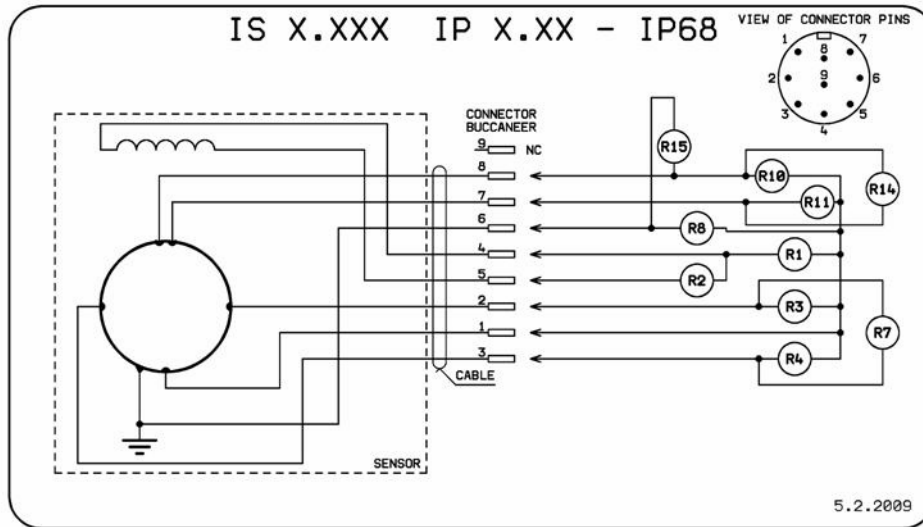 IS X.XXX IP X.XX - IP68
VIEW OF CONNECTOR PINS
1
8
7
2
9
6
3
4
5
CONNECTOR
BUCCANEER
9
NC
8
7
6
4
5
2
1
3
R15
R10
R14
R11
R8
R1
R2
R3
R7
R4
CABLE
SENSOR
5.2.2009